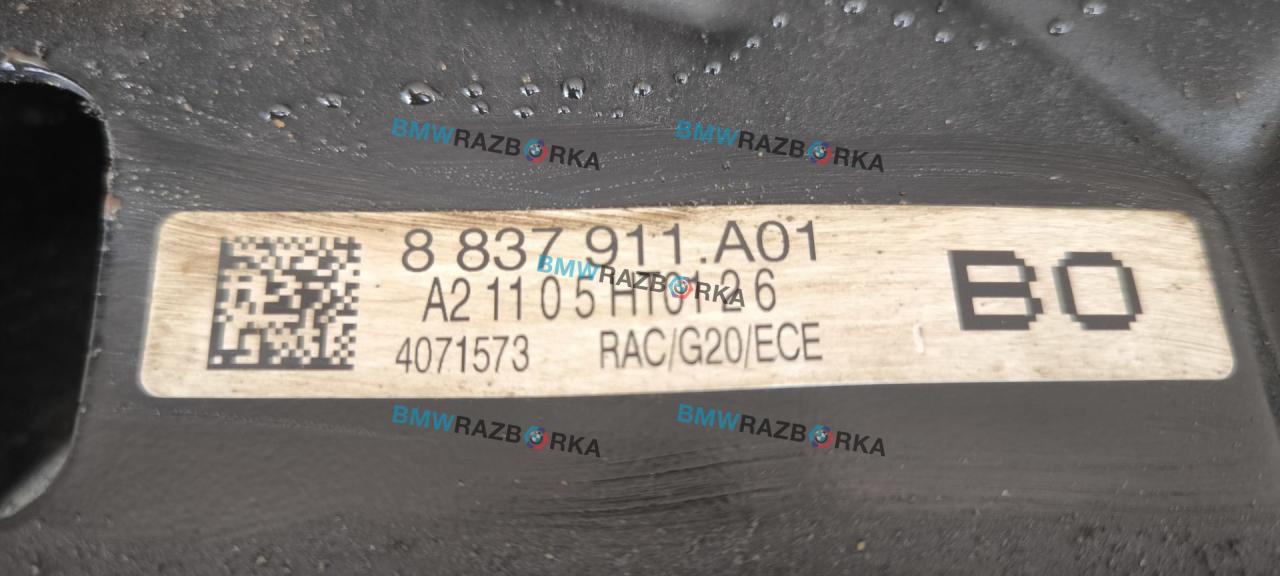 BMWRAZBORKA BMWRAZBORKA
8 837 911.A01
BMWRAZBORKA
A2 11 0 5 HT01 2 6
BO
4071573 RAC/G20/ECE
BMWRAZBORKA BMWRAZBORKA